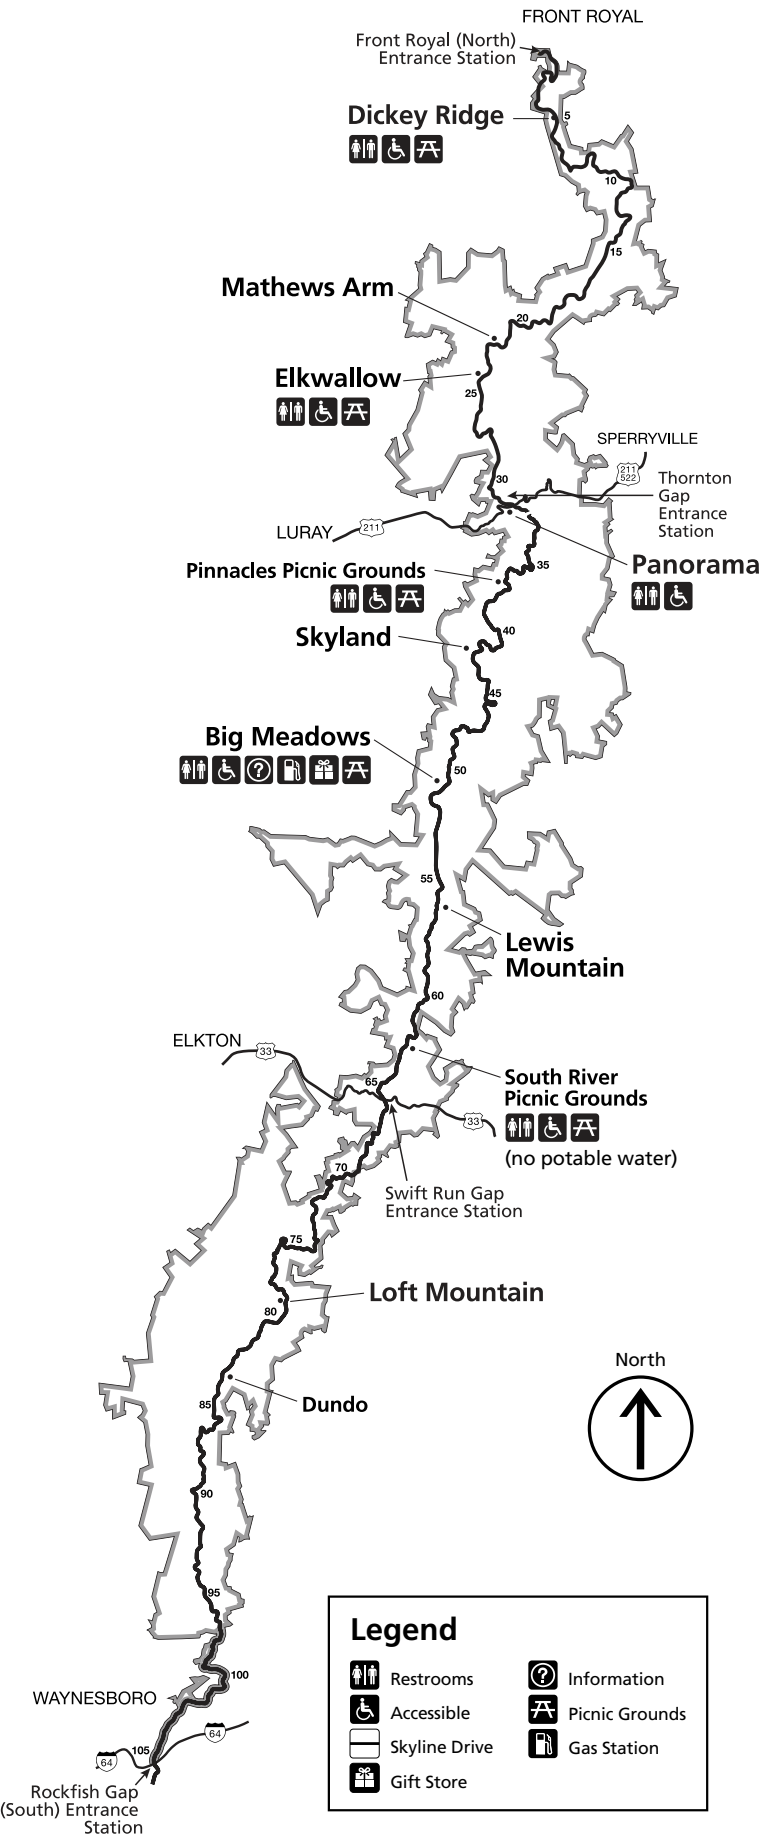 FRONT ROYAL
Front Royal (North)
Entrance Station
Dickey Ridge
5
10
15
Mathews Arm
20
Elkwallow
25
SPERRYVILLE
211
522
30
Thornton
Gap
Entrance
Station
LURAY
211
Panorama
35
Pinnacles Picnic Grounds
40
Skyland
45
Big Meadows
50
55
Lewis
Mountain
60
ELKTON
33
65
South River
Picnic Grounds
33
(no potable water)
70
Swift Run Gap
Entrance Station
75
Loft Mountain
80
North
85
Dundo
90
95
100
WAYNESBORO
64
105
64
Rockfish Gap
(South) Entrance
Station
Legend
Restrooms
Accessible
Skyline Drive
Gift Store
?
Information
Picnic Grounds
Gas Station